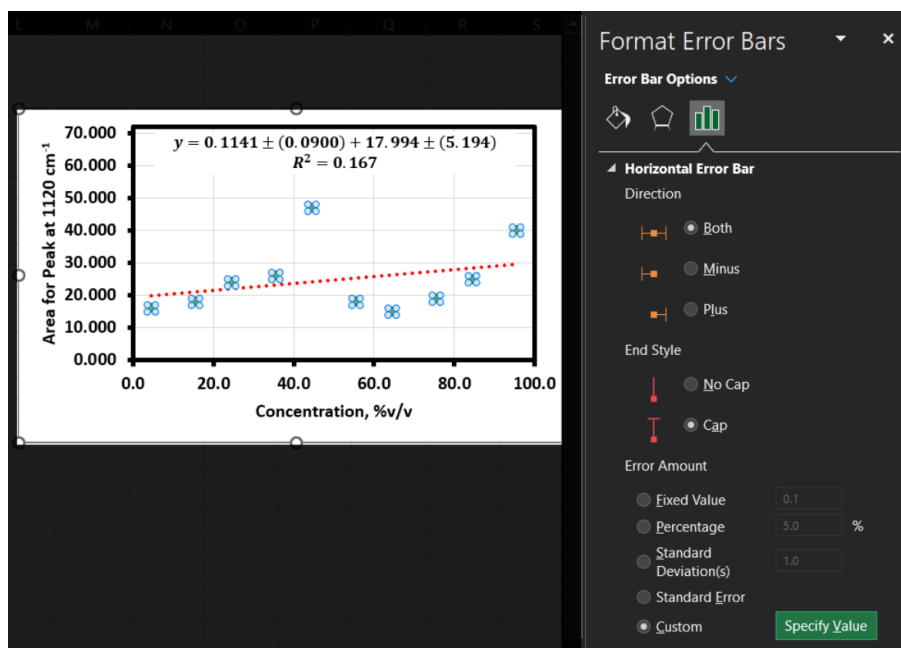 L M N O P Q R S
Format Error Bars
Error Bar Options
y = 0.1141 ± (0.0900) + 17.994 ± (5.194)
R² = 0.167
70.000
60.000
50.000
40.000
30.000
20.000
10.000
0.000
Area for Peak at 1120 cm⁻¹
0.0 20.0 40.0 60.0 80.0 100.0
Concentration, %v/v
Horizontal Error Bar
Direction
Both
Minus
Plus
End Style
No Cap
Cap
Error Amount
Fixed Value 0.1
Percentage 5.0 %
Standard
Deviation(s) 1.0
Standard Error
Custom Specify Value